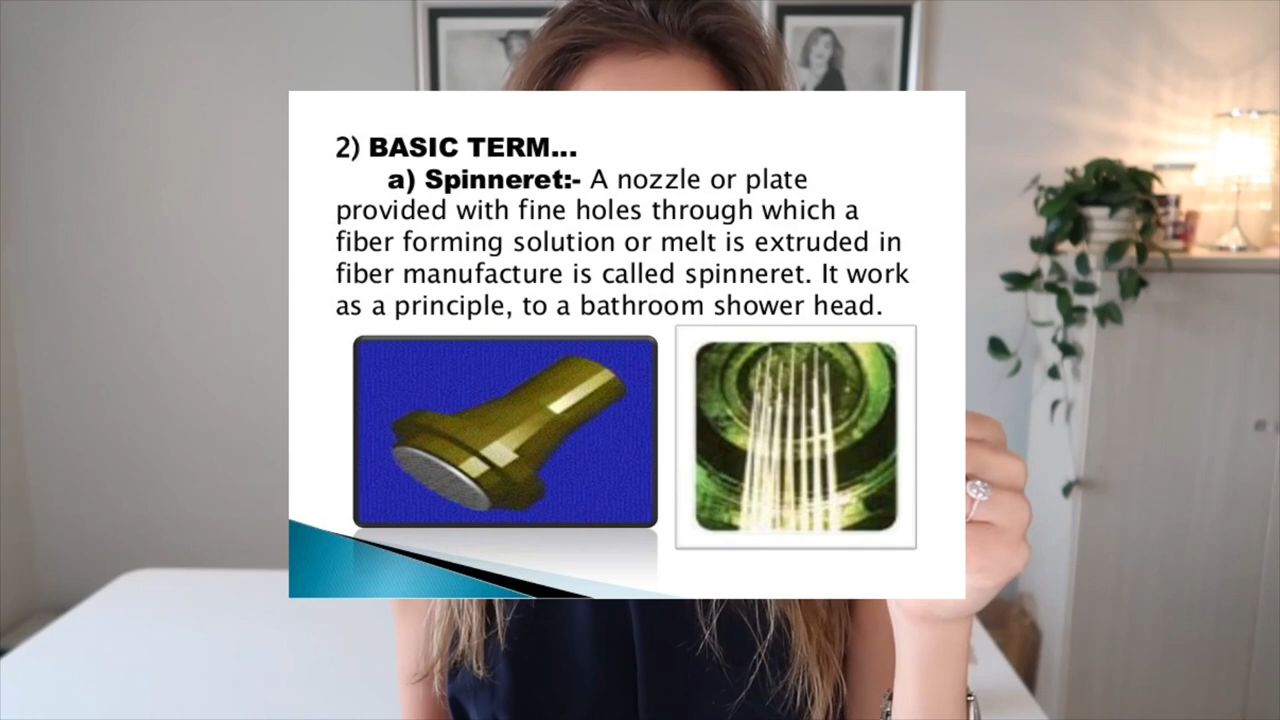 2) BASIC TERM...
a) Spinneret:- A nozzle or plate
provided with fine holes through which a
fiber forming solution or melt is extruded in
fiber manufacture is called spinneret. It work
as a principle, to a bathroom shower head.